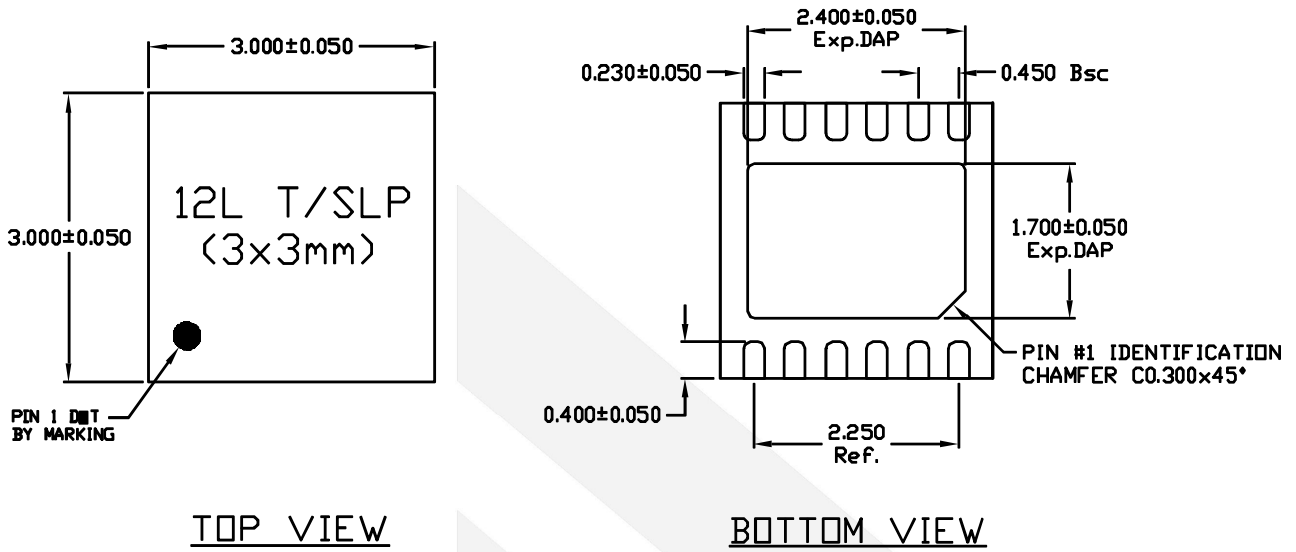 3.000±0.050
3.000±0.050
12L T/SLP
(3x3mm)
PIN 1 DOT
BY MARKING
TOP VIEW
2.400±0.050
Exp.DAP
0.230±0.050
0.450 Bsc
1.700±0.050
Exp.DAP
PIN #1 IDENTIFICATION
CHAMFER C0.300x45°
0.400±0.050
2.250
Ref.
BOTTOM VIEW